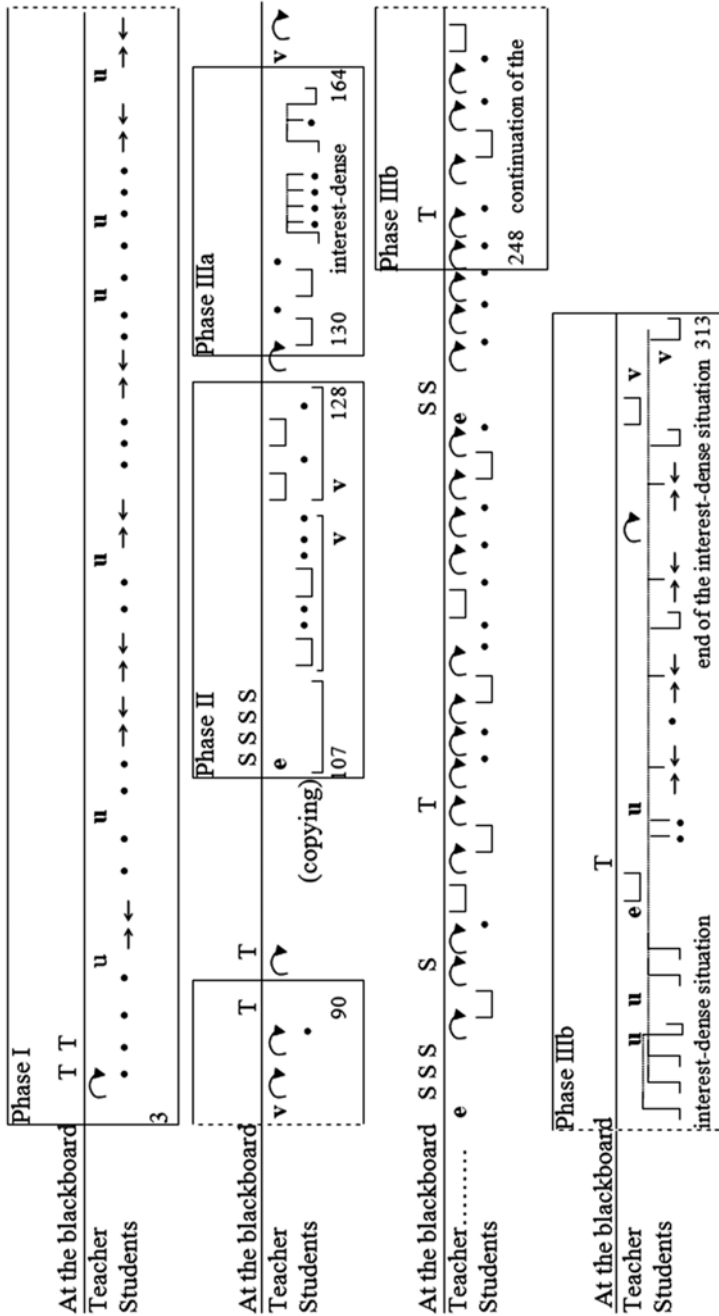 Phase I
At the blackboard T T
Teacher u u u u u u
Students
3
Phase II Phase IIIa
At the blackboard T T S S S S
Teacher v e v
Students v v
90 (copying) 107 128 130 interest-dense 164
Phase IIIb
At the blackboard S S S S T S S T
Teacher......... e e
Students
248 continuation of the
Phase IIIb
At the blackboard T
Teacher u u e u v
Students v
interest-dense situation end of the interest-dense situation 313